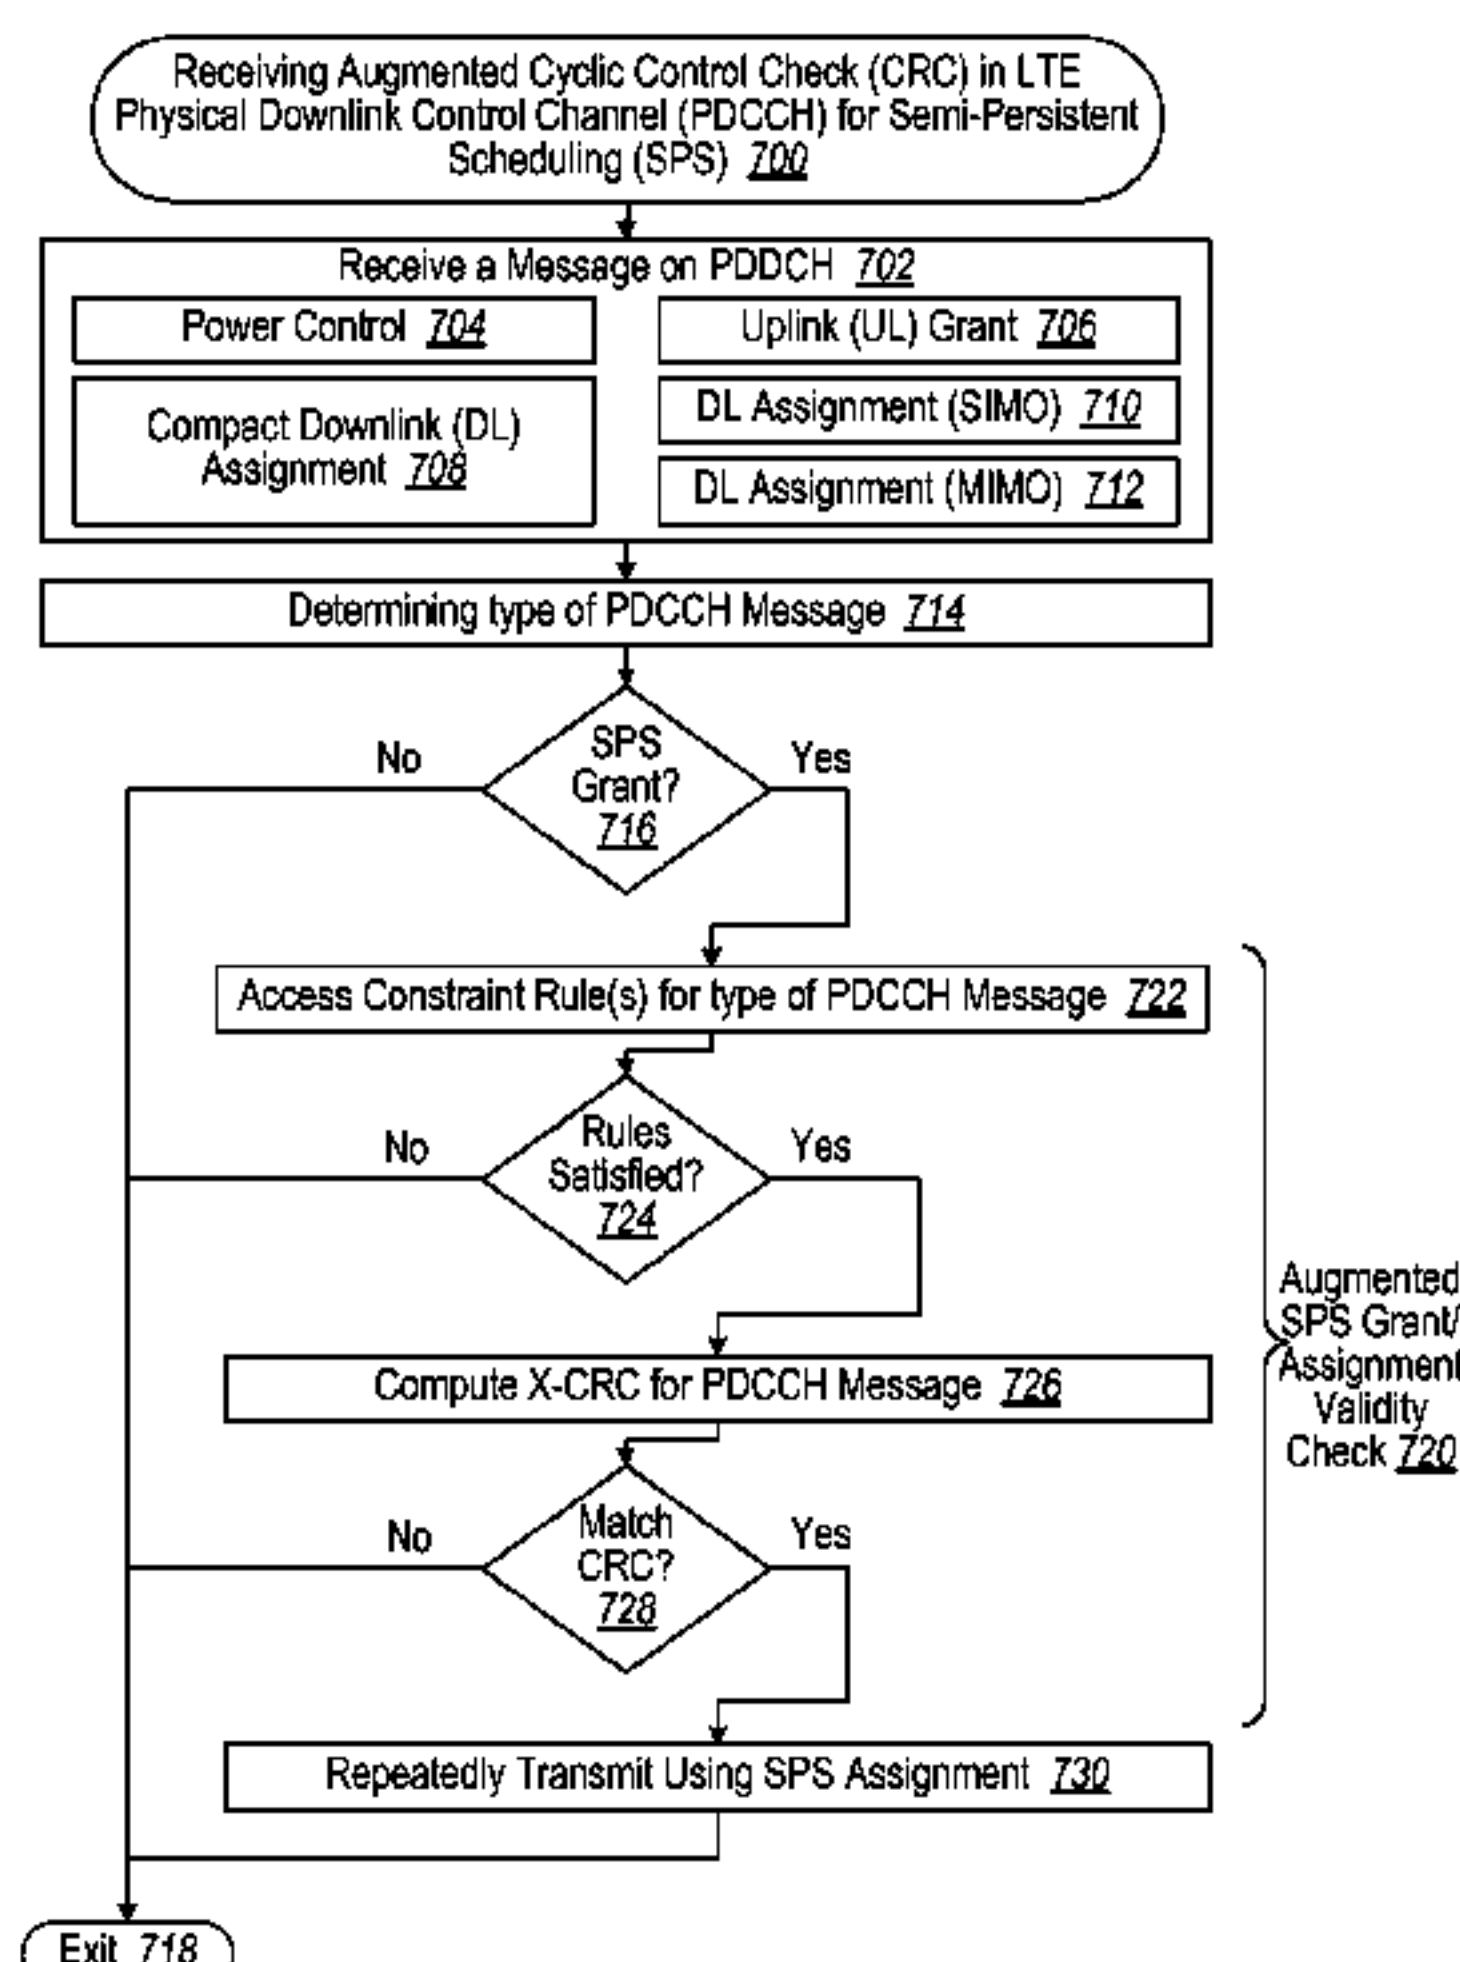 Receiving Augmented Cyclic Control Check (CRC) in LTE
Physical Downlink Control Channel (PDCCH) for Semi-Persistent
Scheduling (SPS) 700
Receive a Message on PDDCH 702
Power Control 704
Uplink (UL) Grant 706
Compact Downlink (DL)
Assignment 708
DL Assignment (SIMO) 710
DL Assignment (MIMO) 712
Determining type of PDCCH Message 714
No
SPS
Grant?
716
Yes
Access Constraint Rule(s) for type of PDCCH Message 722
No
Rules
Satisfied?
724
Yes
Compute X-CRC for PDCCH Message 726
No
Match
CRC?
728
Yes
Augmented
SPS Grant/
Assignment
Validity
Check 720
Repeatedly Transmit Using SPS Assignment 730
Exit 718